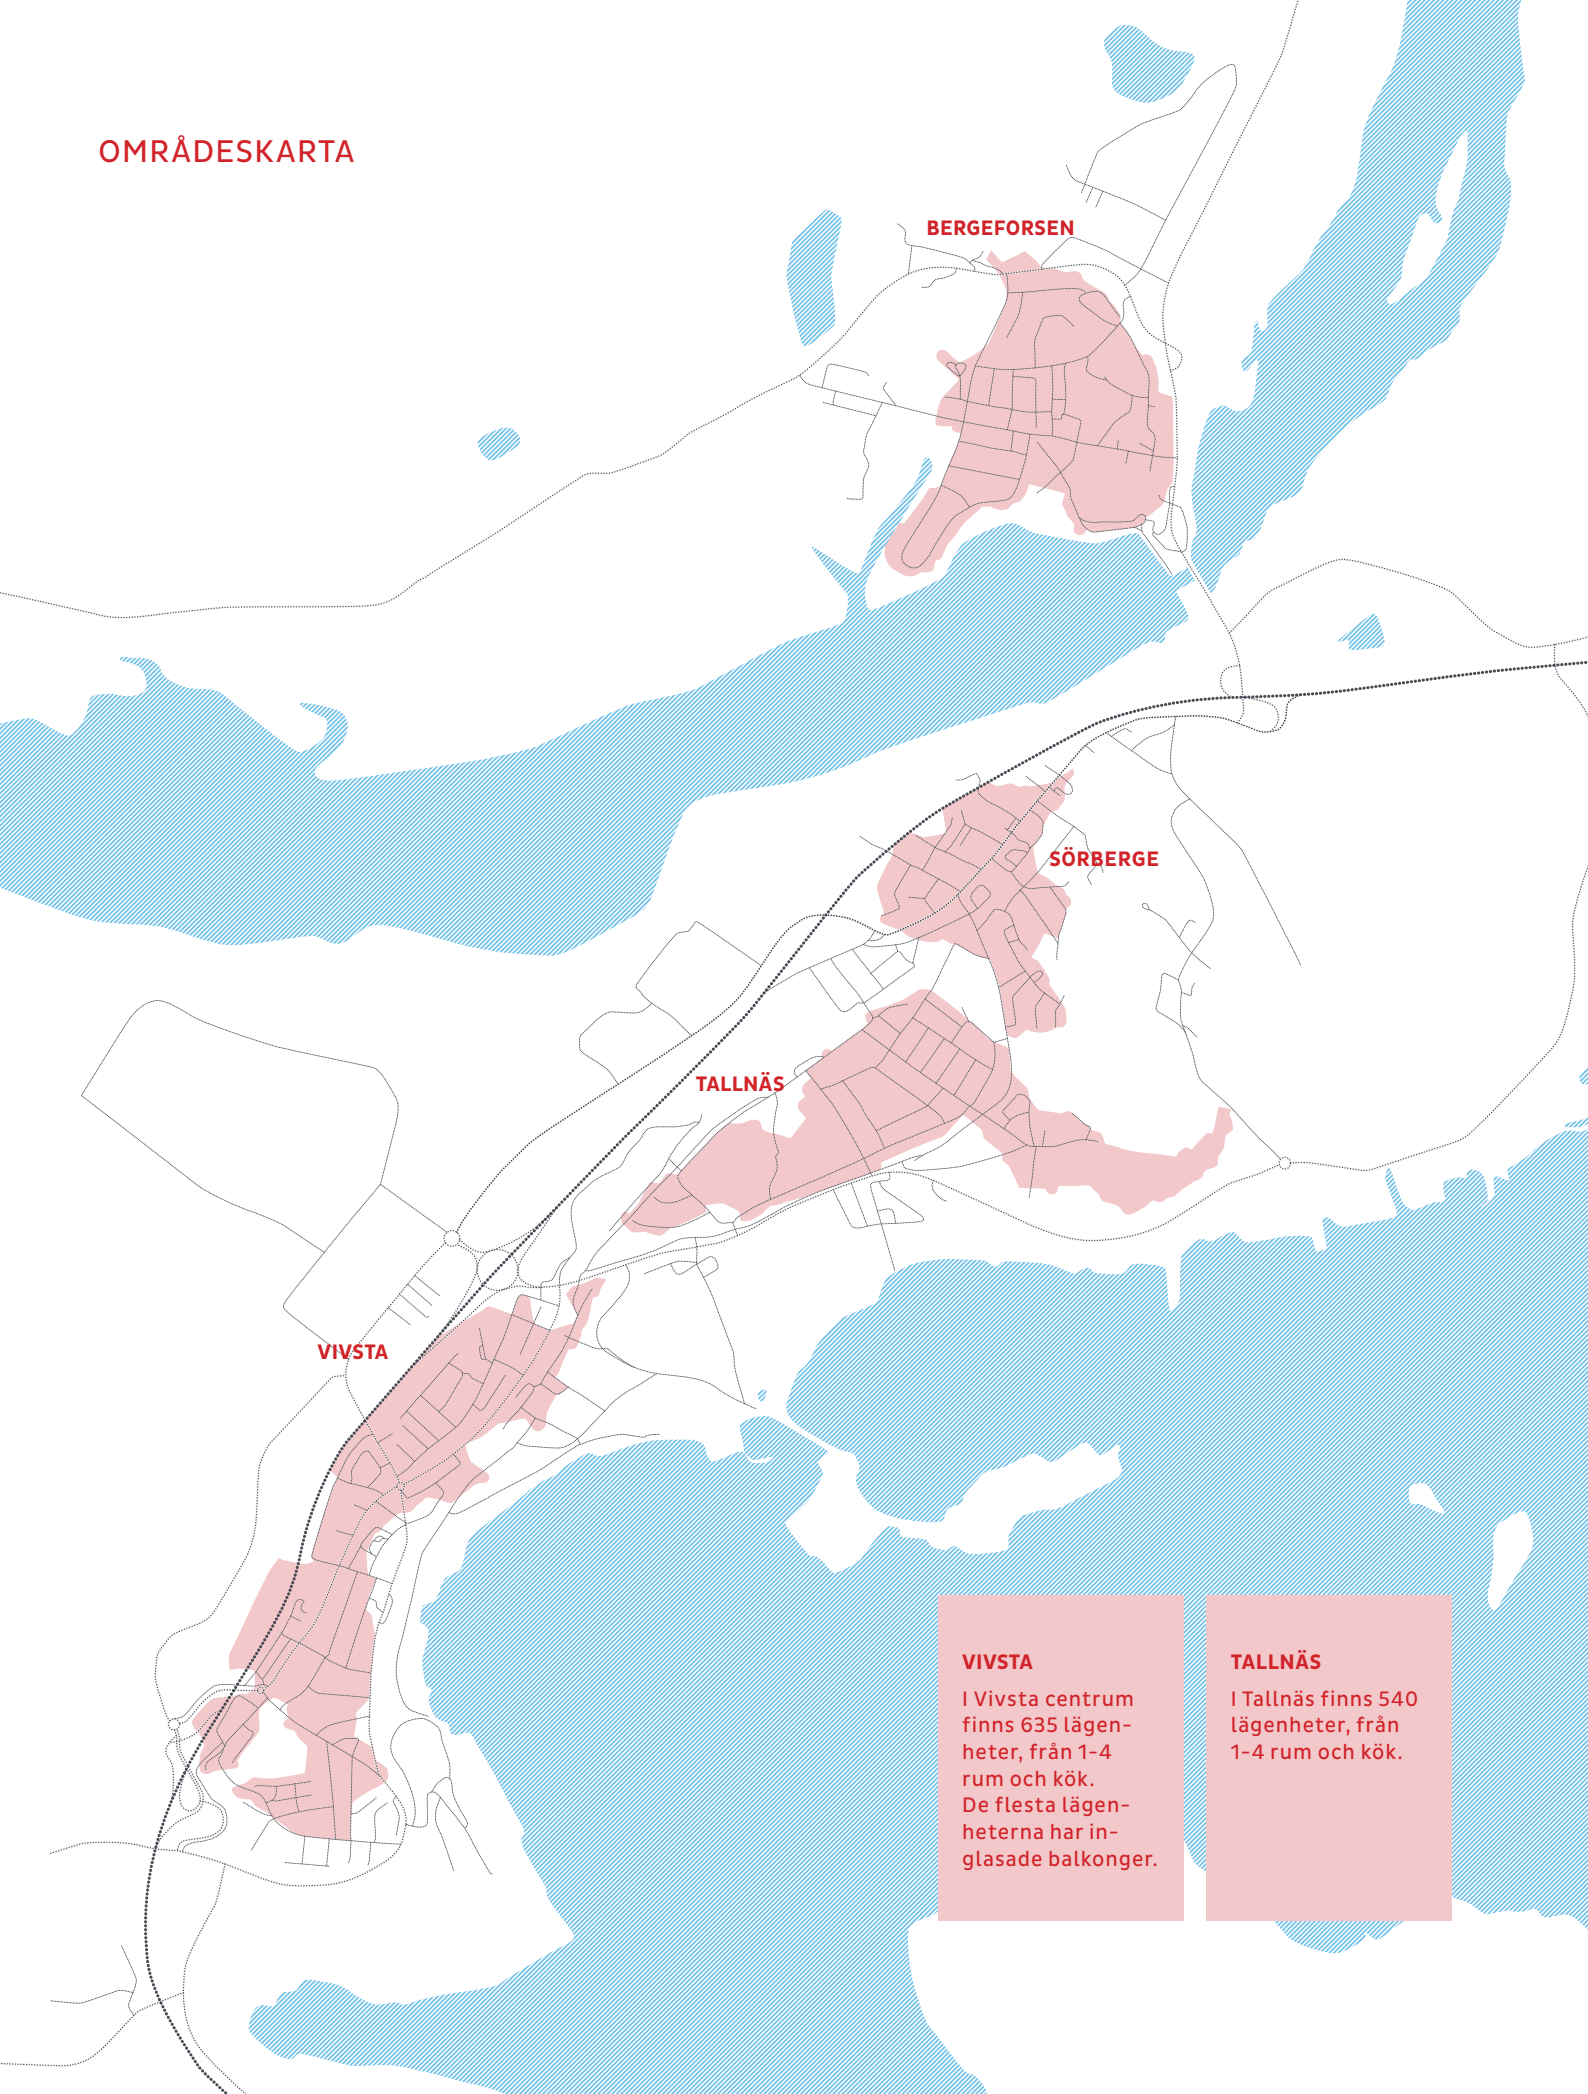 OMRÅDESKARTA
BERGEFORSEN
SÖRBERGE
TALLNÄS
VIVSTA
VIVSTA
I Vivsta centrum
finns 635 lägen-
heter, från 1-4
rum och kök.
De flesta lägen-
heterna har in-
glasade balkonger.
TALLNÄS
I Tallnäs finns 540
lägenheter, från
1-4 rum och kök.